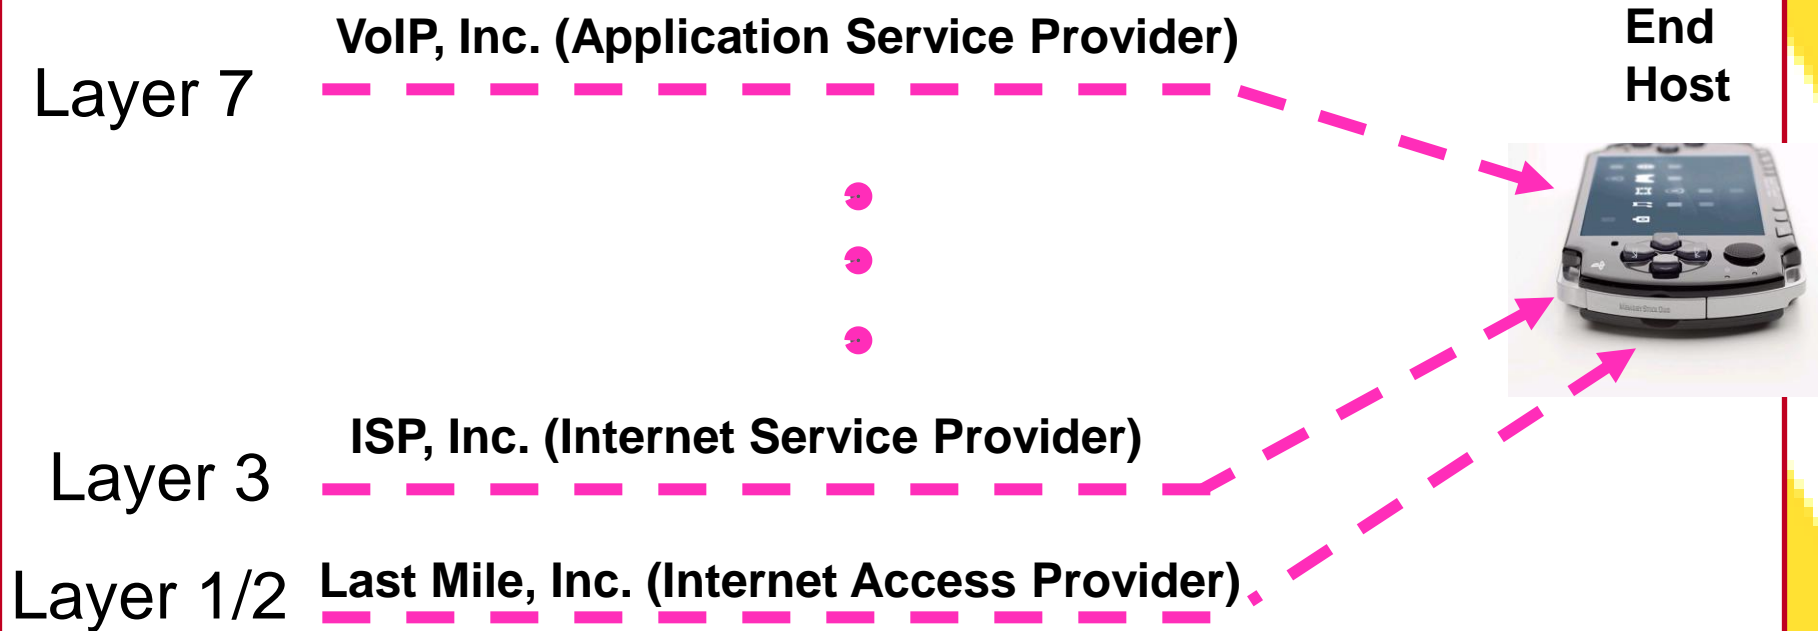 VoIP, Inc. (Application Service Provider)
End
Host
Layer 7
ISP, Inc. (Internet Service Provider)
Layer 3
Last Mile, Inc. (Internet Access Provider)
Layer 1/2